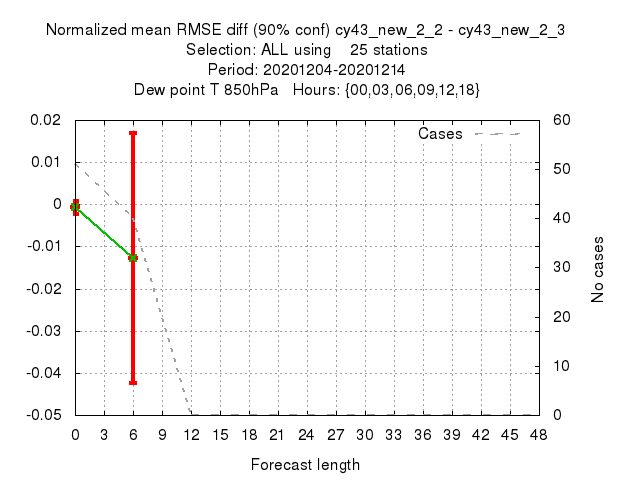 Normalized mean RMSE diff (90% conf) cy43_new_2_2 - cy43_new_2_3
Selection: ALL using    25 stations
Period: 20201204-20201214
Dew point T 850hPa   Hours: {00,03,06,09,12,18}
Cases
0.02
0.01
0
-0.01
-0.02
-0.03
-0.04
-0.05
60
50
40
30
20
10
0
No cases
0 3 6 9 12 15 18 21 24 27 30 33 36 39 42 45 48
Forecast length